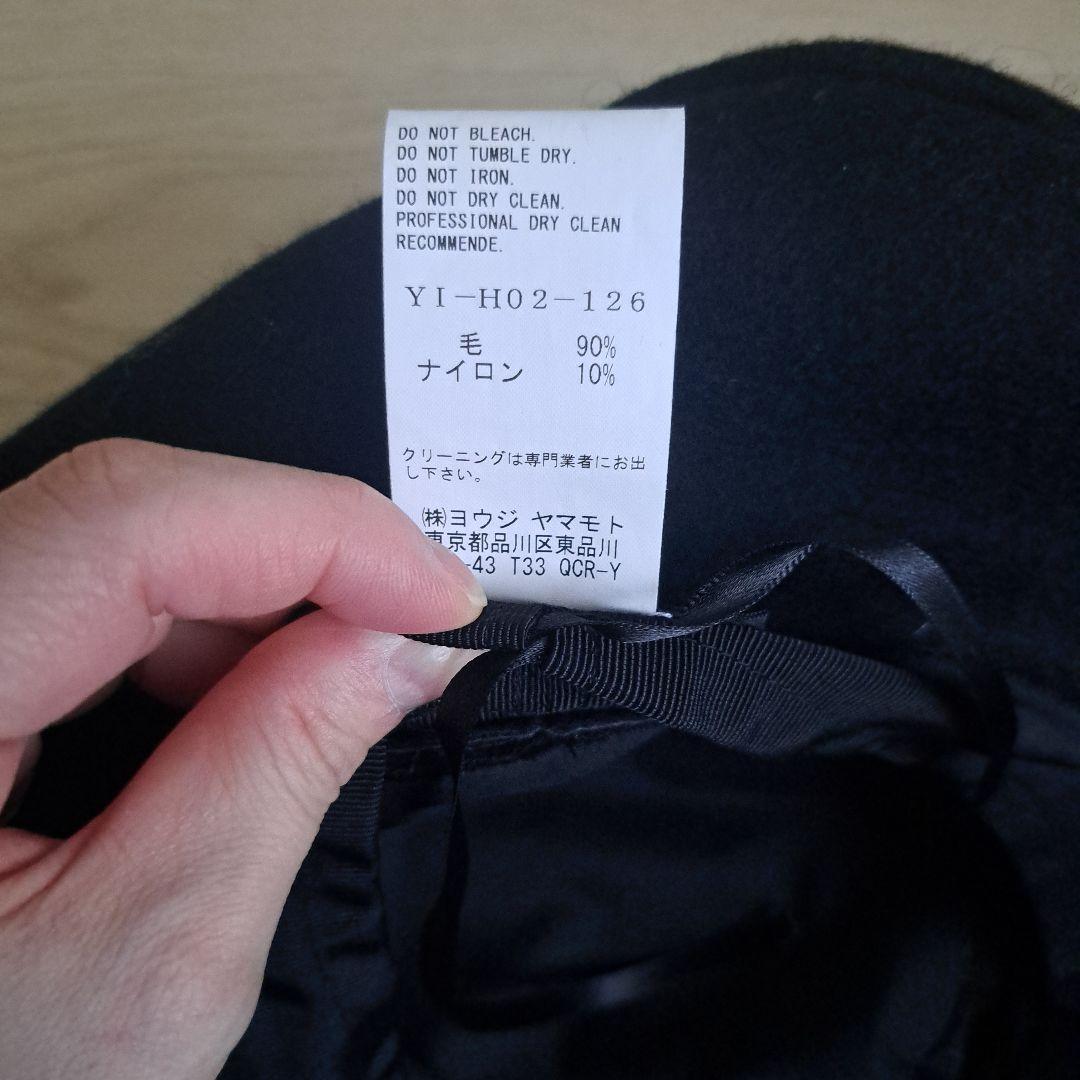 DO NOT BLEACH.
DO NOT TUMBLE DRY.
DO NOT IRON.
DO NOT DRY CLEAN.
PROFESSIONAL DRY CLEAN
RECOMMENDE.
YI-H02-126
毛 90%
ナイロン 10%
クリーニングは専門業者にお出
し下さい。
㈱ヨウジ ヤマモト
東京都品川区東品川
-43 T33 QCR-Y